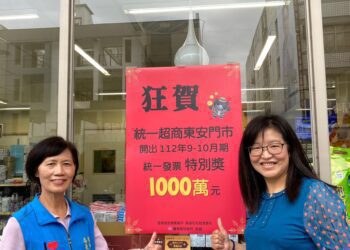 狂賀
統一超商東安門市
開出 112年9-10月期
統一發票 特別獎
1000萬元